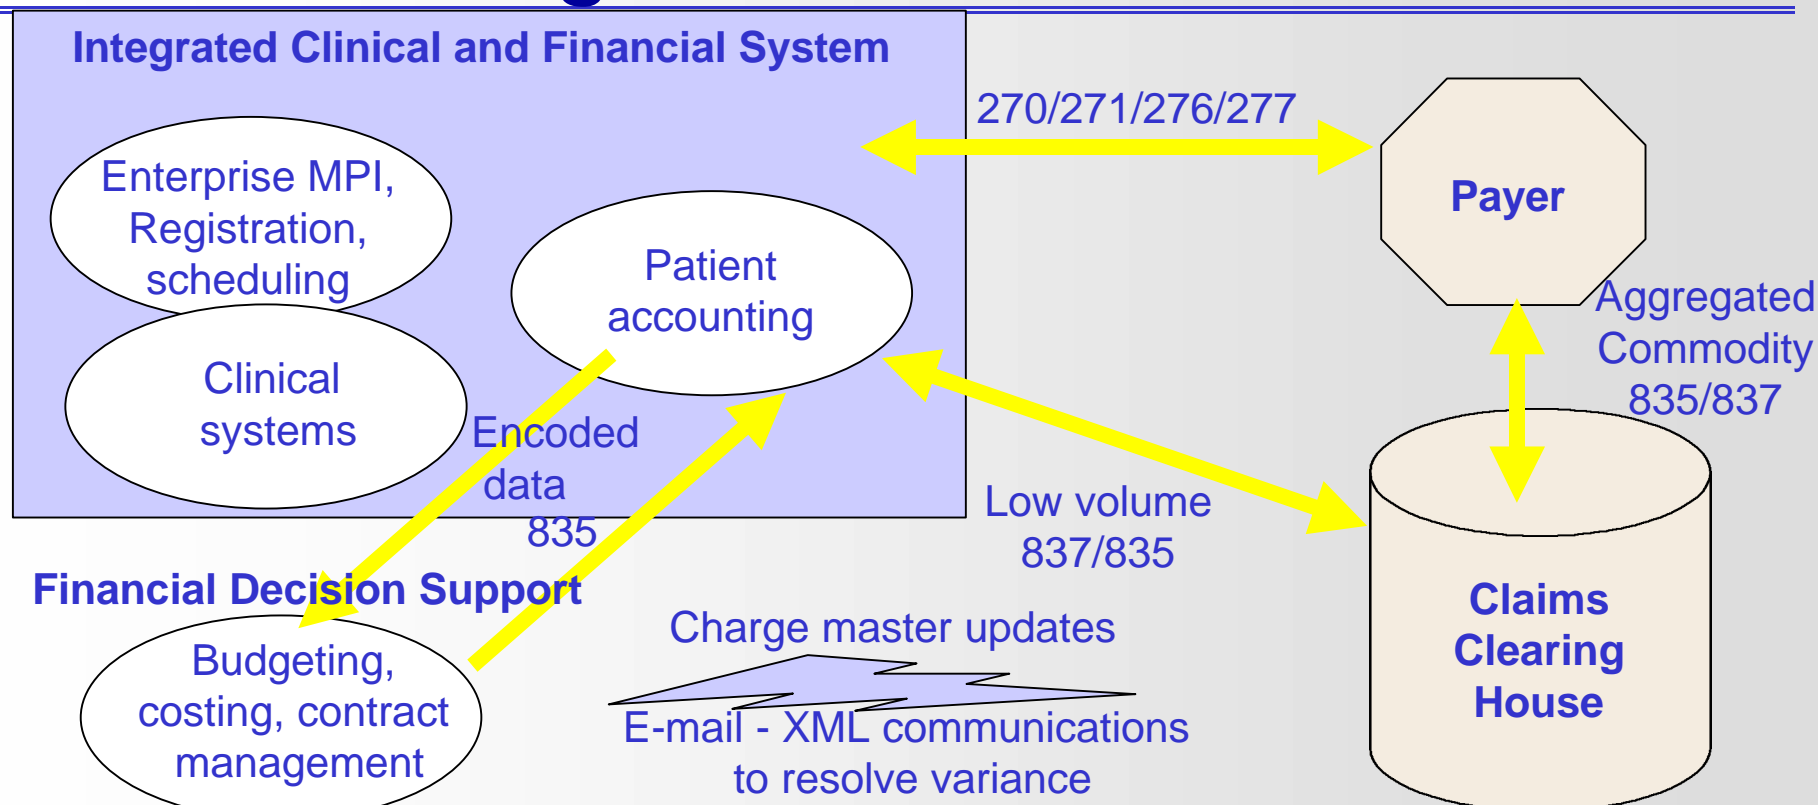 Integrated Clinical and Financial System
270/271/276/277
Enterprise MPI,
Registration,
scheduling
Payer
Patient
accounting
Aggregated
Commodity
835/837
Clinical
systems
Encoded
data
835
Low volume
837/835
Financial Decision Support
Claims
Clearing
House
Charge master updates
Budgeting,
costing, contract
management
E-mail - XML communications
to resolve variance